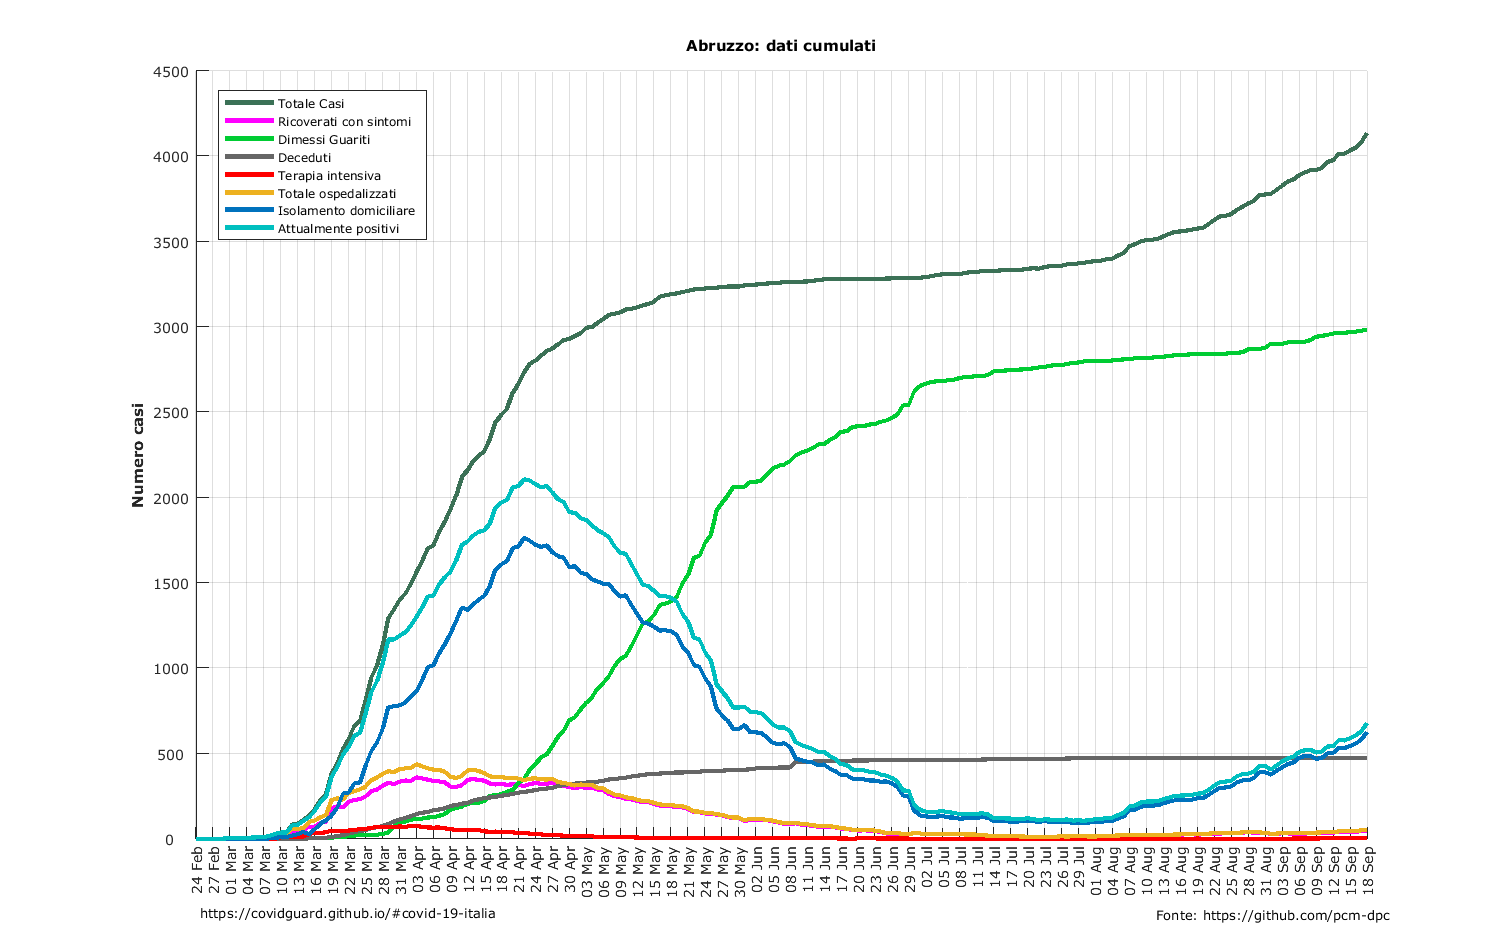 Abruzzo: dati cumulati
4500
4000
3500
3000
2500
2000
1500
1000
500
0
Numero casi
Totale Casi
Ricoverati con sintomi
Dimessi Guariti
Deceduti
Terapia intensiva
Totale ospedalizzati
Isolamento domiciliare
Attualmente positivi
24 Feb
27 Feb
01 Mar
04 Mar
07 Mar
10 Mar
13 Mar
16 Mar
19 Mar
22 Mar
25 Mar
28 Mar
31 Mar
03 Apr
06 Apr
09 Apr
12 Apr
15 Apr
18 Apr
21 Apr
24 Apr
27 Apr
30 Apr
03 May
06 May
09 May
12 May
15 May
18 May
21 May
24 May
27 May
30 May
02 Jun
05 Jun
08 Jun
11 Jun
14 Jun
17 Jun
20 Jun
23 Jun
26 Jun
29 Jun
02 Jul
05 Jul
08 Jul
11 Jul
14 Jul
17 Jul
20 Jul
23 Jul
26 Jul
29 Jul
01 Aug
04 Aug
07 Aug
10 Aug
13 Aug
16 Aug
19 Aug
22 Aug
25 Aug
28 Aug
31 Aug
03 Sep
06 Sep
09 Sep
12 Sep
15 Sep
18 Sep
https://covidguard.github.io/#covid-19-italia
Fonte: https://github.com/pcm-dpc